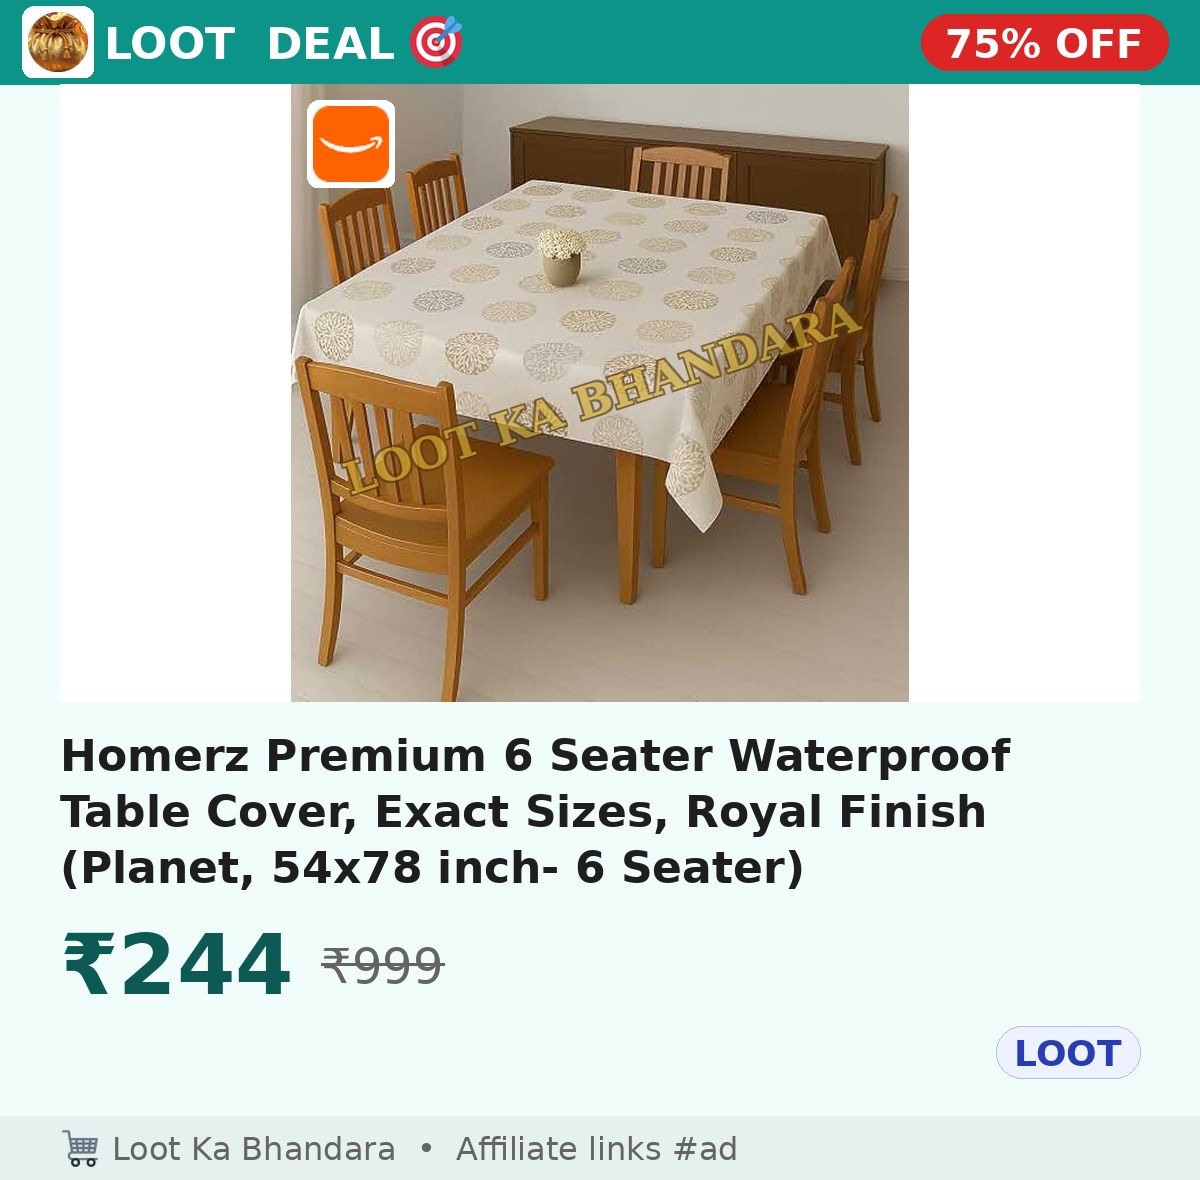 LOOT DEAL 🎯
75% OFF
LOOT KA BHANDARA
Homerz Premium 6 Seater Waterproof
Table Cover, Exact Sizes, Royal Finish
(Planet, 54x78 inch- 6 Seater)
₹244 ₹999
LOOT
🛒 Loot Ka Bhandara • Affiliate links #ad